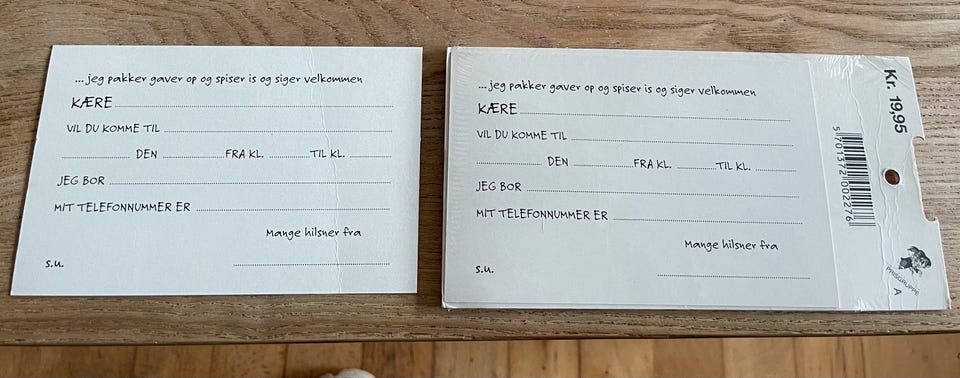 ...jeg pakker gaver op og spiser is og siger velkommen
KÆRE
VIL DU KOMME TIL
DEN FRA KL. TIL KL.
JEG BOR
MIT TELEFONNUMMER ER
Mange hilsner fra
s.u.
...jeg pakker gaver op og spiser is og siger velkommen
KÆRE
VIL DU KOMME TIL
DEN FRA KL. TIL KL.
JEG BOR
MIT TELEFONNUMMER ER
Mange hilsner fra
s.u.
Kr. 19,95
5701372002276
PRISGRUPPE
A